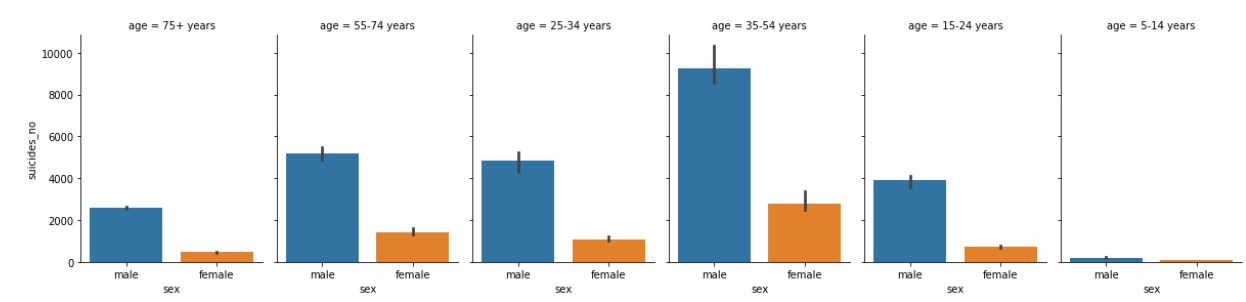 age = 75+ years
age = 55-74 years
age = 25-34 years
age = 35-54 years
age = 15-24 years
age = 5-14 years
suicides_no
10000
8000
6000
4000
2000
0
male female
male female
male female
male female
male female
male female
sex
sex
sex
sex
sex
sex